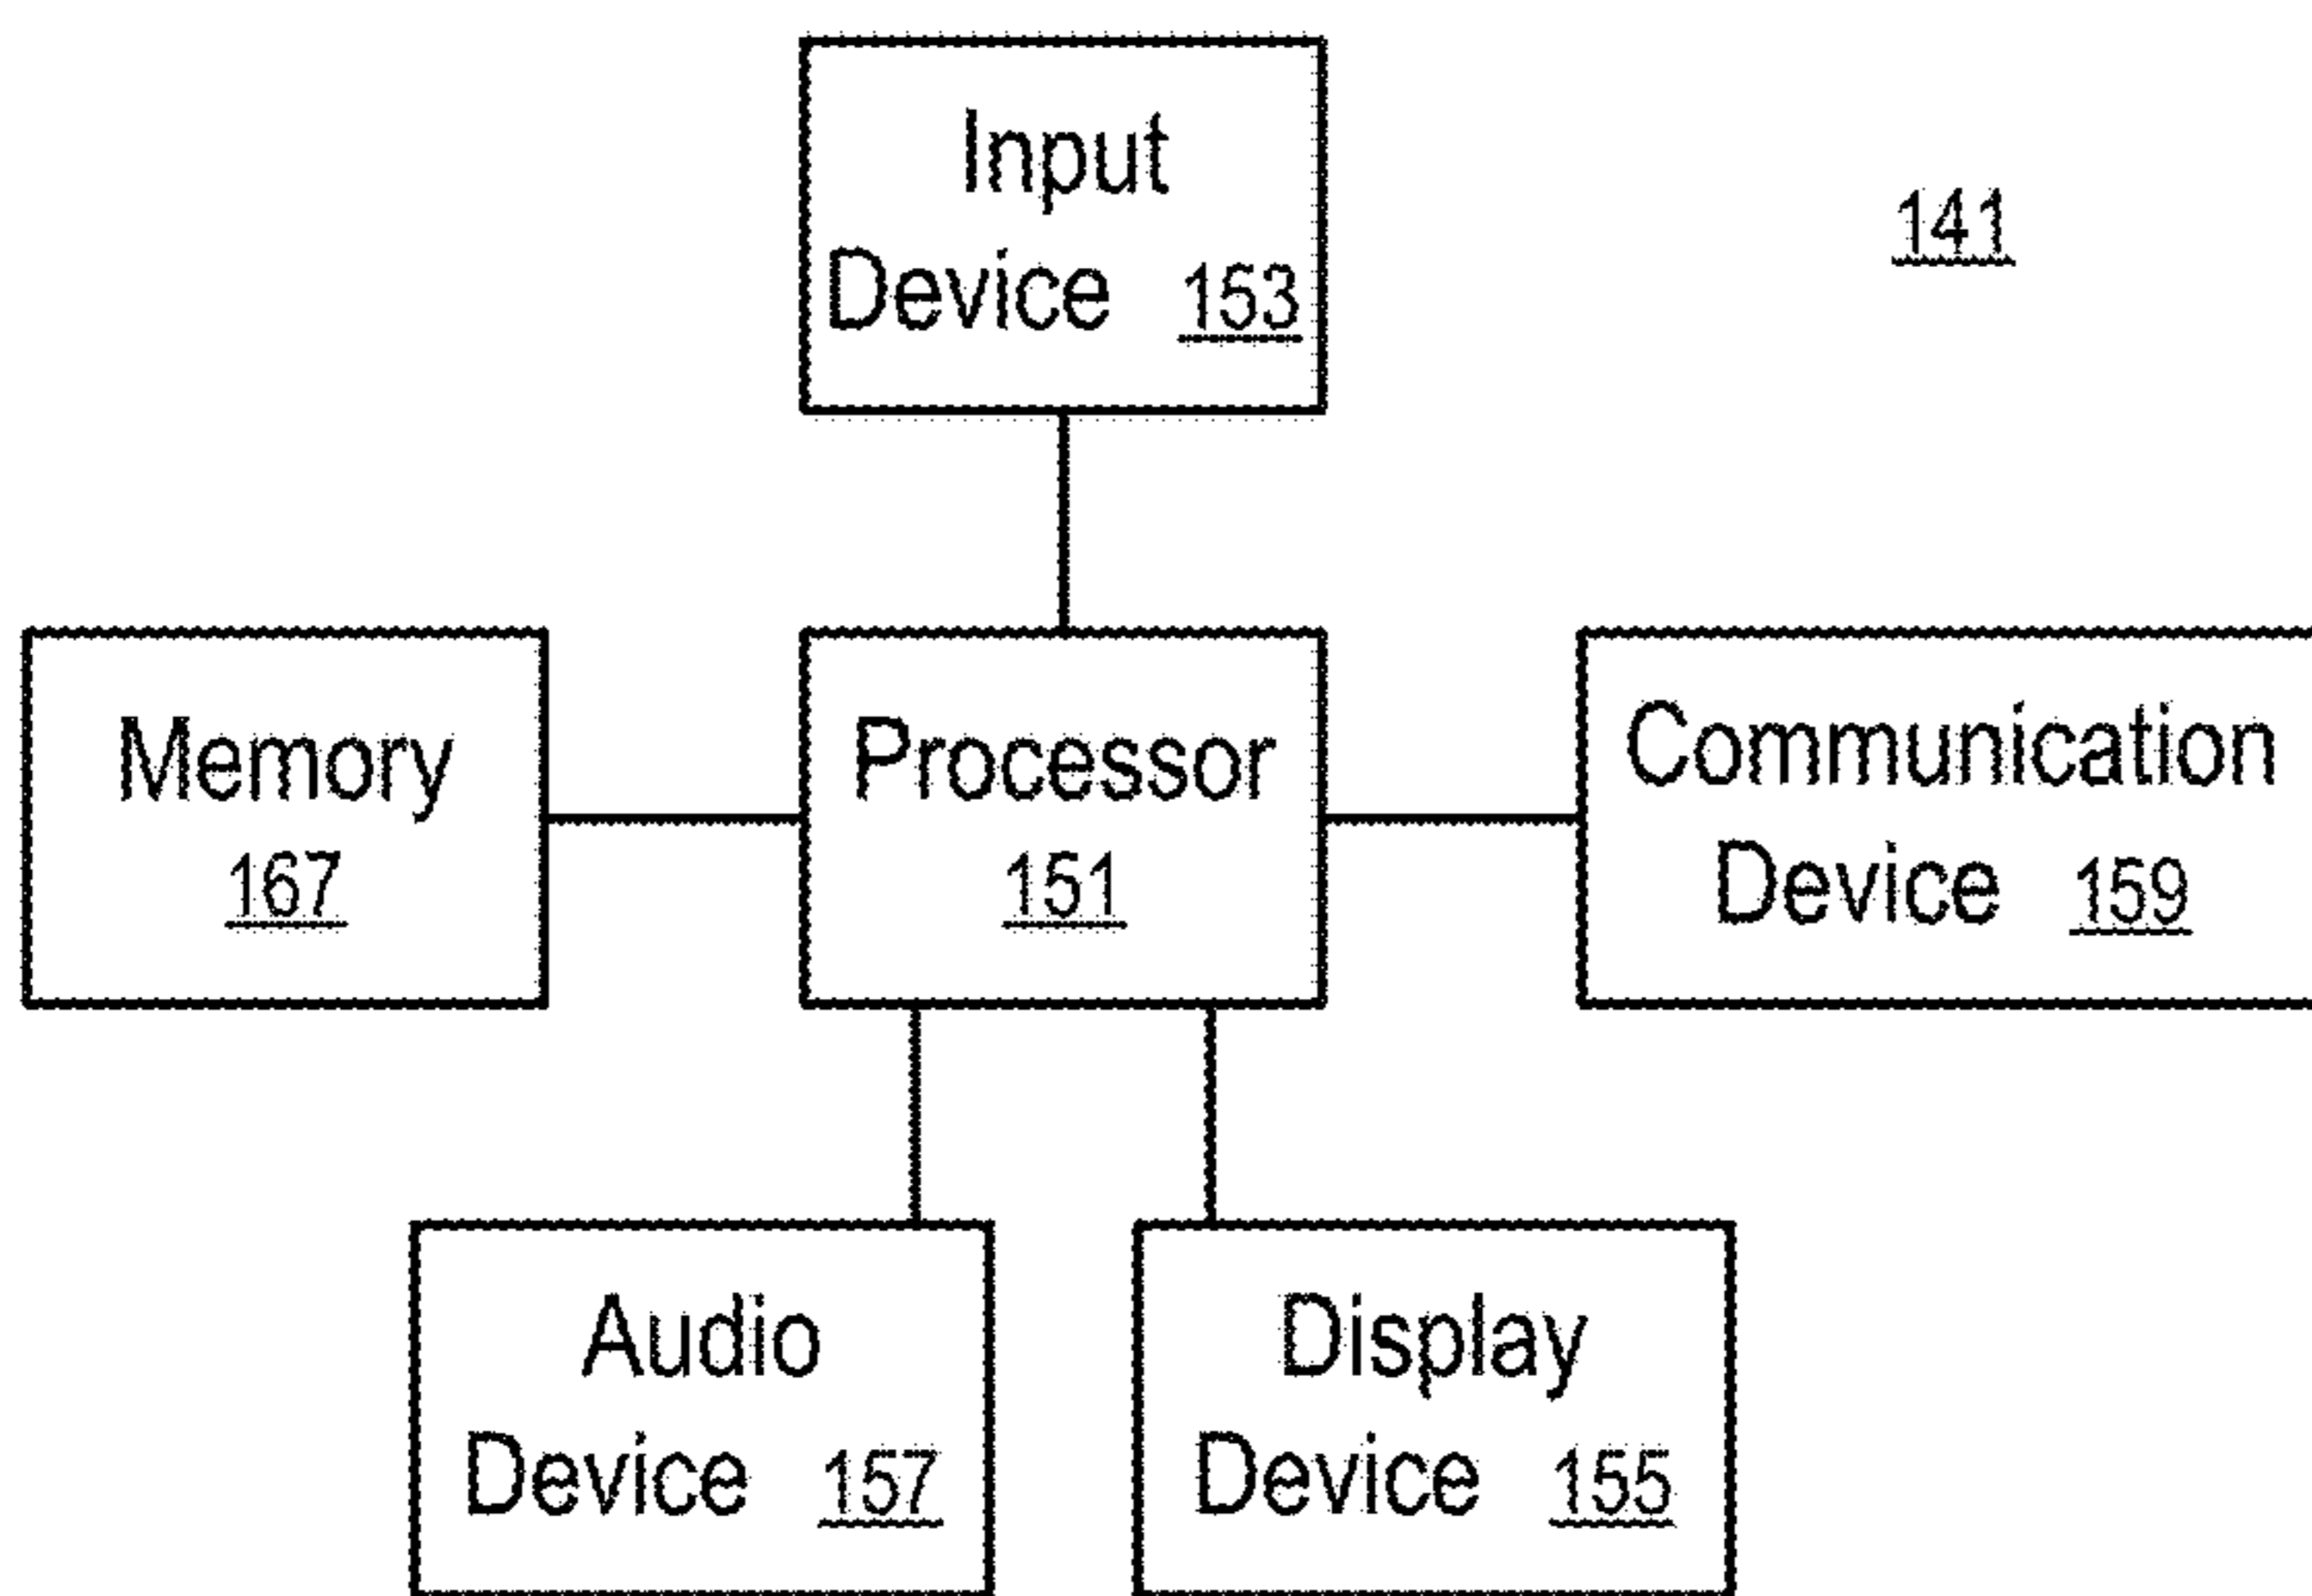 Input
Device 153
141
Memory
167
Processor
151
Communication
Device 159
Audio
Device 157
Display
Device 155